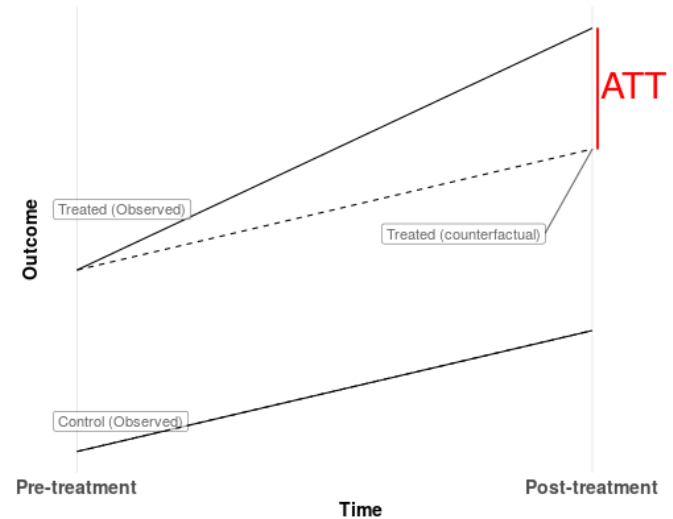 ATT
Treated (Observed)
Treated (counterfactual)
Outcome
Control (Observed)
Pre-treatment
Post-treatment
Time